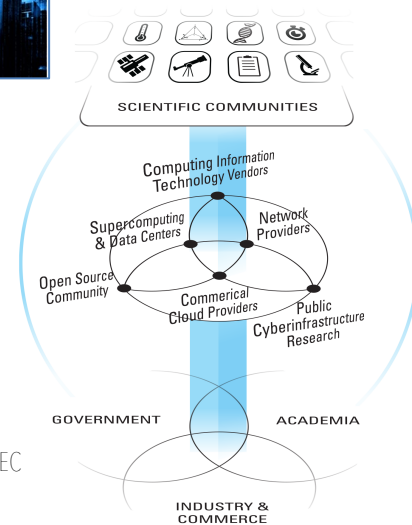 SCIENTIFIC COMMUNITIES
Computing Information
Technology Vendors
Supercomputing
& Data Centers
Network
Providers
Open Source
Community
Commerical
Cloud Providers
Public
Cyberinfrastructure
Research
GOVERNMENT
ACADEMIA
EC
INDUSTRY &
COMMERCE